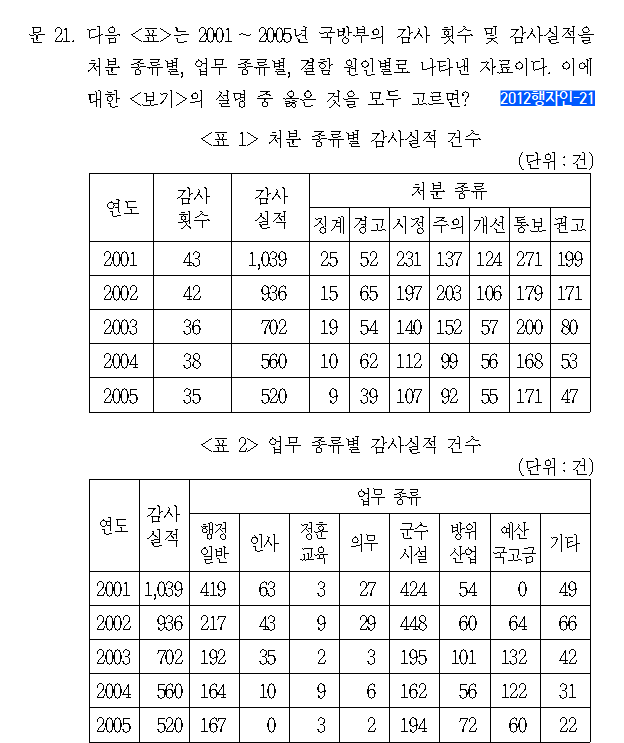 문 21. 다음 <표>는 2001～2005년 국방부의 감사 횟수 및 감사실적을
처분 종류별, 업무 종류별, 결함 원인별로 나타낸 자료이다. 이에
대한 <보기>의 설명 중 옳은 것을 모두 고르면? 2012행자인-21
<표 1> 처분 종류별 감사실적 건수
(단위 : 건)
연도 감사 횟수 감사 실적 처분 종류
징계 경고 시정 주의 개선 통보 권고
2001 43 1,039 25 52 231 137 124 271 199
2002 42 936 15 65 197 203 106 179 171
2003 36 702 19 54 140 152 57 200 80
2004 38 560 10 62 112 99 56 168 53
2005 35 520 9 39 107 92 55 171 47
<표 2> 업무 종류별 감사실적 건수
(단위 : 건)
연도 감사 실적 업무 종류
행정 일반 인사 정훈 교육 의무 군수 시설 방위 산업 예산 국고금 기타
2001 1,039 419 63 3 27 424 54 0 49
2002 936 217 43 9 29 448 60 64 66
2003 702 192 35 2 3 195 101 132 42
2004 560 164 10 9 6 162 56 122 31
2005 520 167 0 3 2 194 72 60 22